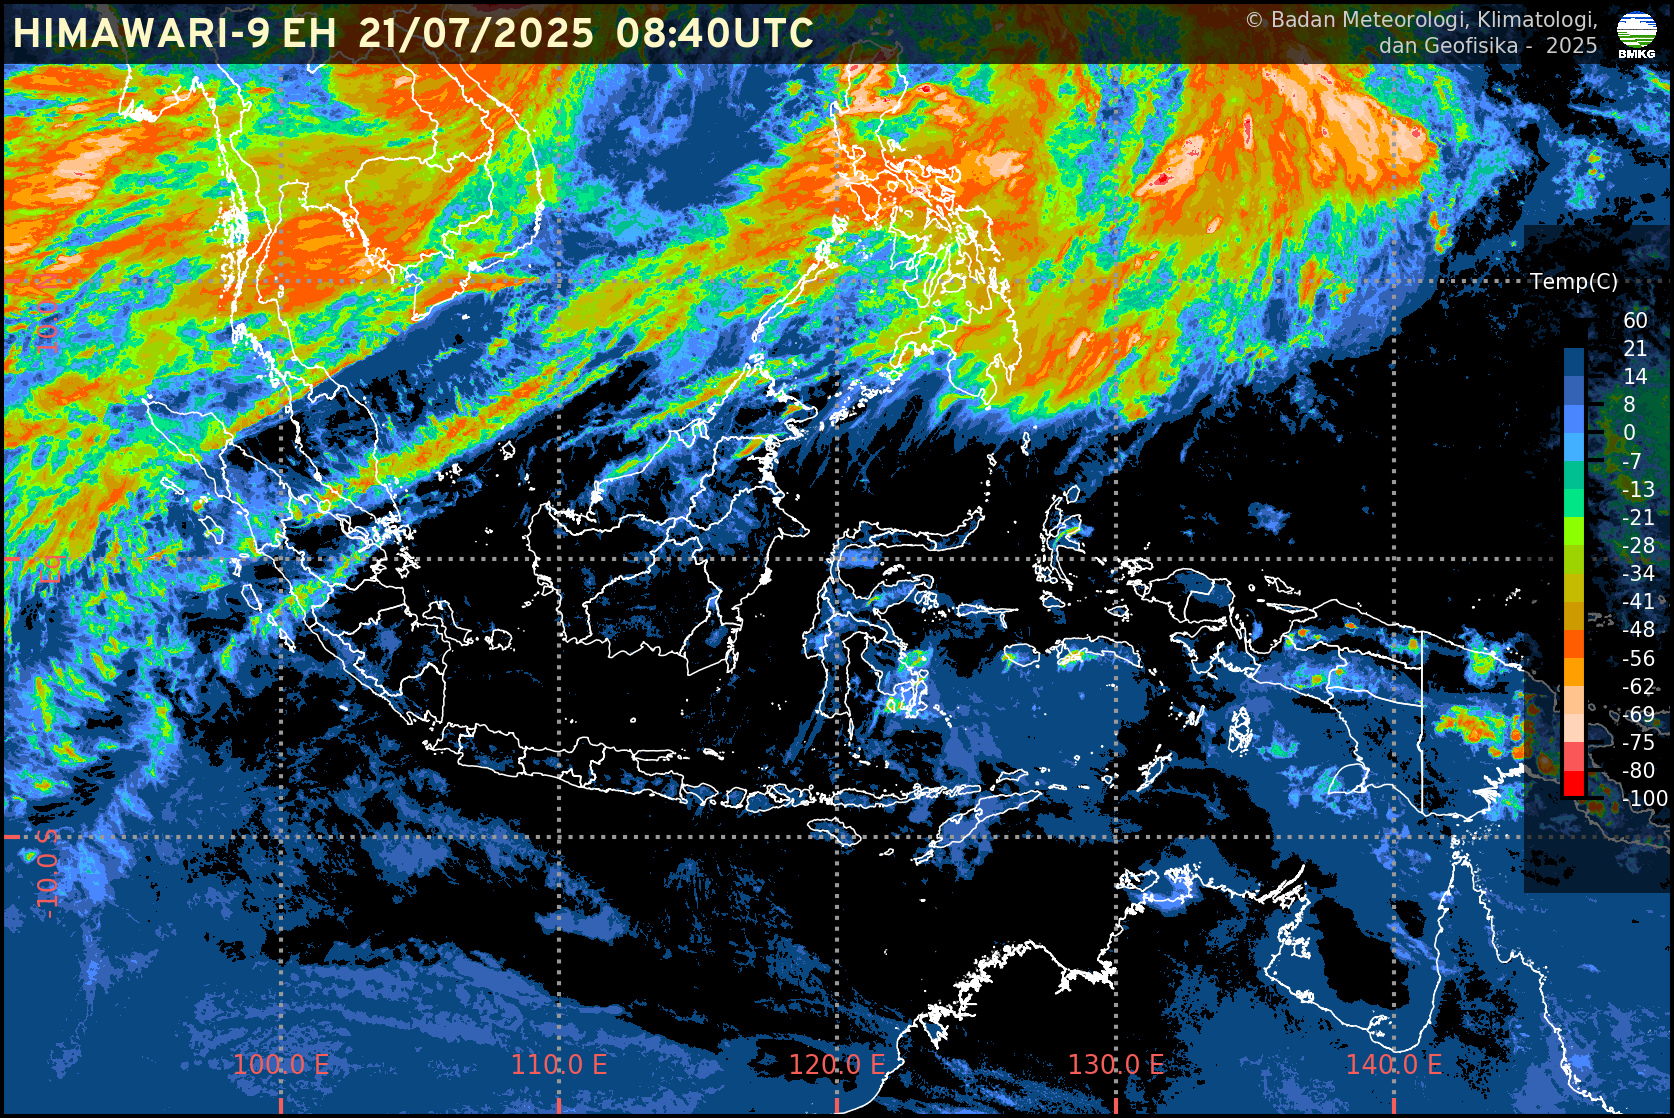 HIMAWARI-9 EH 21/07/2025 08:40UTC
© Badan Meteorologi, Klimatologi,
dan Geofisika - 2025
BMKG
Temp(C)
60
21
14
8
0
-7
-13
-21
-28
-34
-41
-48
-56
-62
-69
-75
-80
-100
-10.0 S
100.0 E
110.0 E
120.0 E
130.0 E
140.0 E